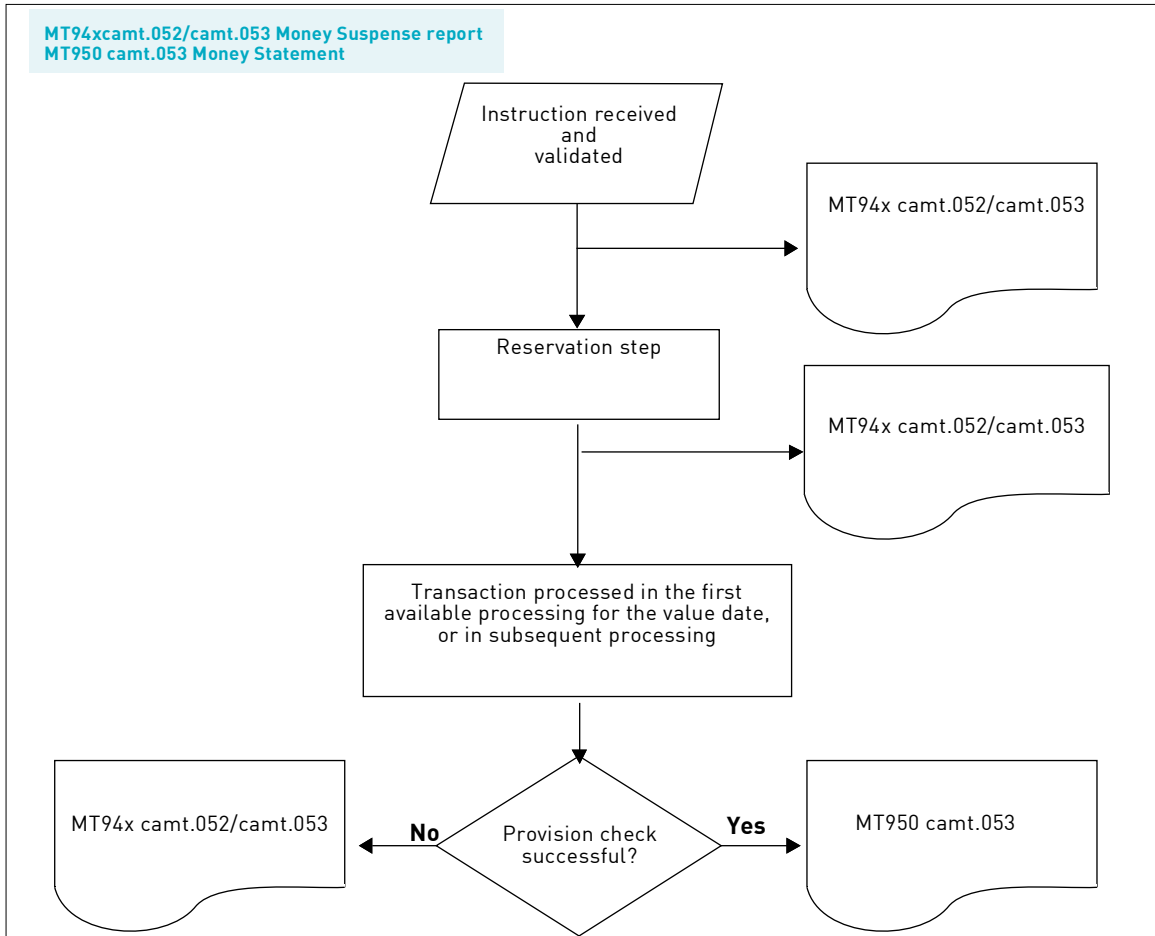 MT94xcamt.052/camt.053 Money Suspense report
MT950 camt.053 Money Statement
Instruction received
and
validated
MT94x camt.052/camt.053
Reservation step
MT94x camt.052/camt.053
Transaction processed in the first
available processing for the value date,
or in subsequent processing
MT94x camt.052/camt.053
No
Provision check
successful?
Yes
MT950 camt.053